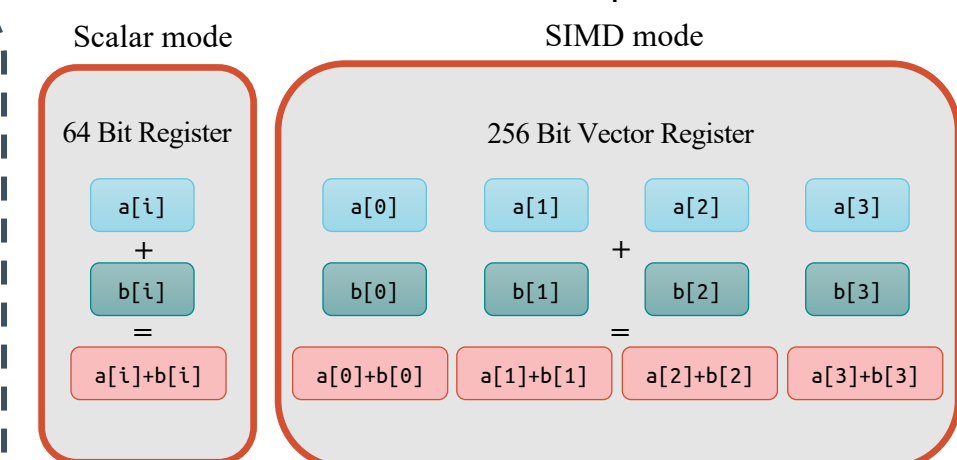 Scalar mode
64 Bit Register
a[i]
+
b[i]
=
a[i]+b[i]
SIMD mode
256 Bit Vector Register
a[0] a[1] a[2] a[3]
+
b[0] b[1] b[2] b[3]
=
a[0]+b[0] a[1]+b[1] a[2]+b[2] a[3]+b[3]